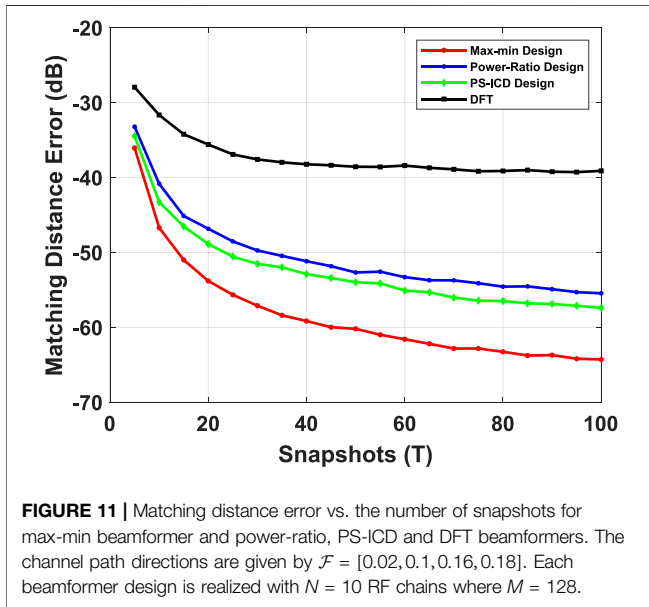 -20
-30
-40
-50
-60
-70
Matching Distance Error (dB)
Max-min Design
Power-Ratio Design
PS-ICD Design
DFT
0
20
40
60
80
100
Snapshots (T)
FIGURE 11 | Matching distance error vs. the number of snapshots for
max-min beamformer and power-ratio, PS-ICD and DFT beamformers. The
channel path directions are given by ℱ = [0.02, 0.1, 0.16, 0.18]. Each
beamformer design is realized with N = 10 RF chains where M = 128.